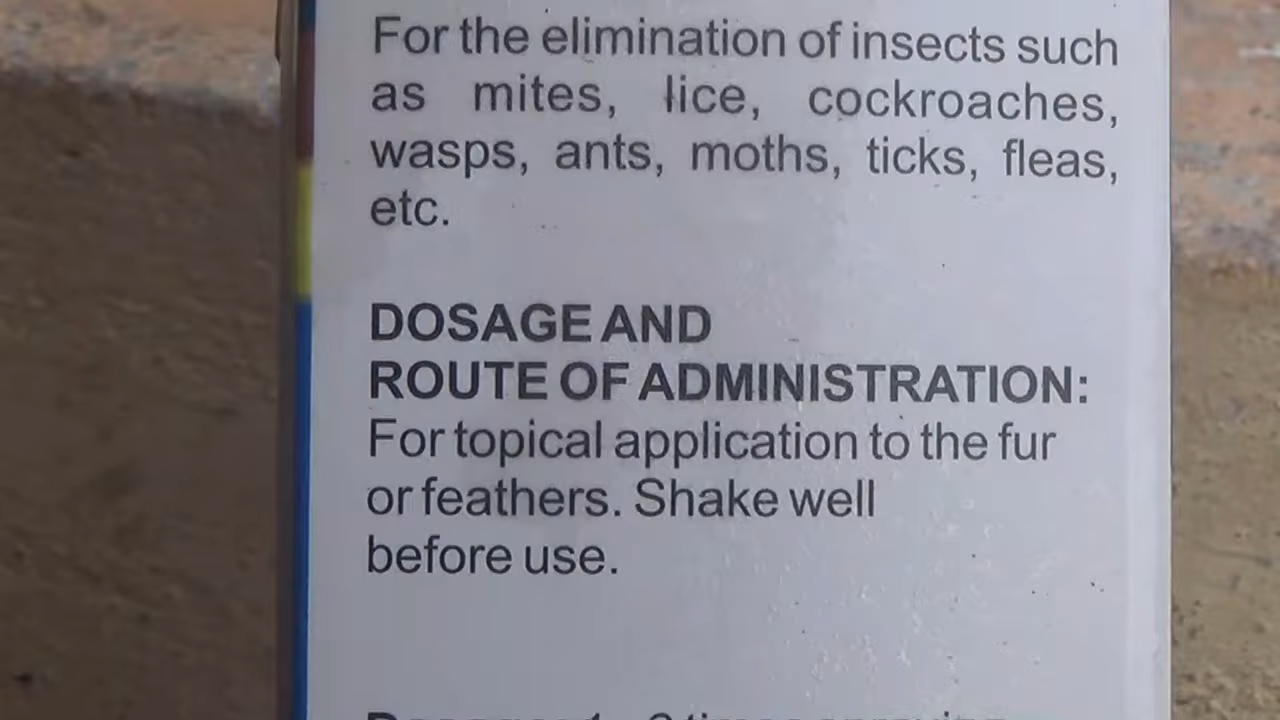 For the elimination of insects such
as mites, lice, cockroaches,
wasps, ants, moths, ticks, fleas,
etc.
DOSAGE AND
ROUTE OF ADMINISTRATION:
For topical application to the fur
or feathers. Shake well
before use.